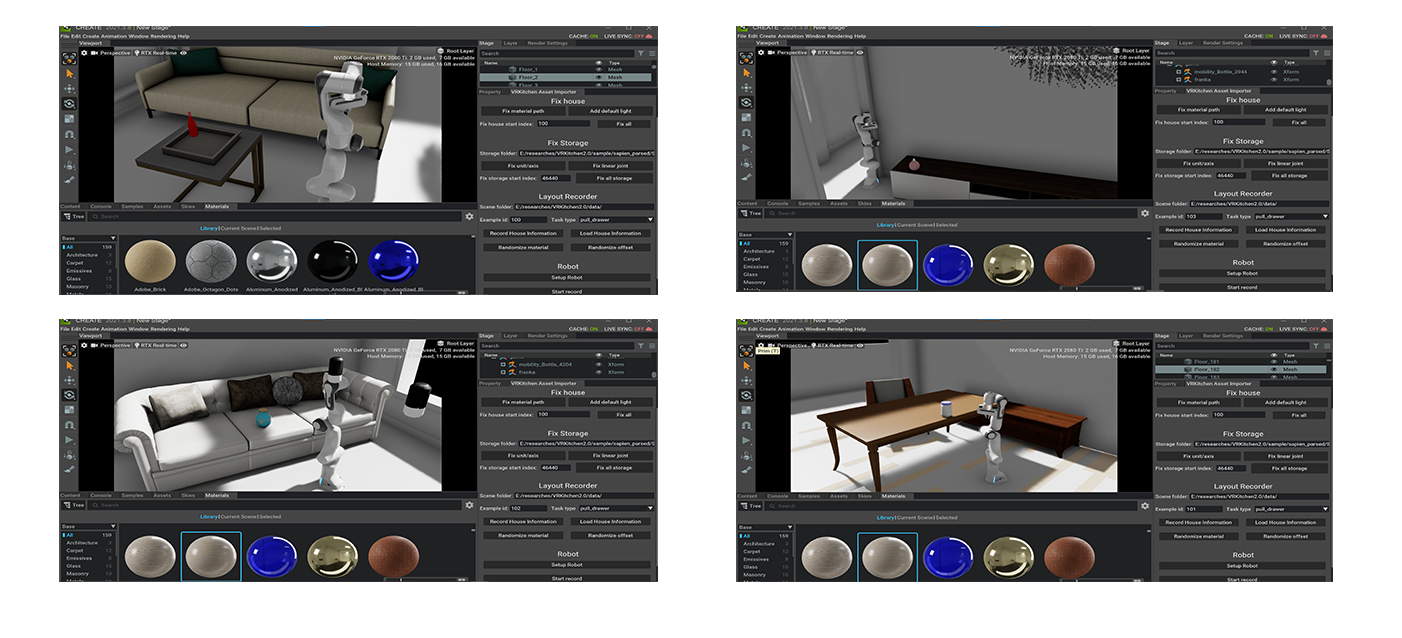 CREATE 2021.3.8 | New Stage*
File Edit Create Animation Window Rendering Help
CACHE: ON LIVE SYNC: OFF
Viewport
Perspective RTX Real-time
Root Layer
NVIDIA GeForce RTX 2080 Ti: 2 GB used, 7 GB available
Host Memory: 15 GB used, 16 GB available
Stage Layer Render Settings
Search
Name Type
Floor_1 Mesh
Floor_2 Mesh
Floor_3 Mesh
Property VRKitchen Asset Importer
Fix house
Fix material path Add default light
Fix house start index: 100 Fix all
Fix Storage
Storage folder: E:/researches/VRKitchen2.0/sample/sapien_parsed/S
Fix unit/axis Fix linear joint
Fix storage start index: 46440 Fix all storage
Layout Recorder
Scene folder: E:/researches/VRKitchen2.0/data/
Example id: 100 Task type pull_drawer
Record House Information Load House Information
Randomize material Randomize offset
Robot
Setup Robot
Start record
Content Console Samples Assets Skies Materials
Tree Search
Library | Current Scene | Selected
Base
All 159
Architecture 3
Carpet 12
Emissives 8
Glass 15
Masonry
Adobe_Brick Adobe_Octagon_Dots Aluminum_Anodized Aluminum_Anodized_Bl Aluminum_Anodized_Bl
CREATE 2021.3.8 | New Stage*
File Edit Create Animation Window Rendering Help
CACHE: ON LIVE SYNC: OFF
Viewport
Perspective RTX Real-time
Root Layer
NVIDIA GeForce RTX 2080 Ti: 2 GB used, 7 GB available
Host Memory: 15 GB used, 16 GB available
Stage Layer Render Settings
Search
Name Type
mobility_Bottle_3944 Xform
franka Xform
Property VRKitchen Asset Importer
Fix house
Fix material path Add default light
Fix house start index: 100 Fix all
Fix Storage
Storage folder: E:/researches/VRKitchen2.0/sample/sapien_parsed/S
Fix unit/axis Fix linear joint
Fix storage start index: 46440 Fix all storage
Layout Recorder
Scene folder: E:/researches/VRKitchen2.0/data/
Example id: 103 Task type pull_drawer
Record House Information Load House Information
Randomize material Randomize offset
Robot
Setup Robot
Start record
Content Console Samples Assets Skies Materials
Tree Search
Library | Current Scene | Selected
Base
All 159
Architecture 3
Carpet 12
Emissives 8
Glass 15
Masonry 10
CREATE 2021.3.8 | New Stage*
File Edit Create Animation Window Rendering Help
CACHE: ON LIVE SYNC: OFF
Viewport
Perspective RTX Real-time
Root Layer
NVIDIA GeForce RTX 2080 Ti: 2 GB used, 7 GB available
Host Memory: 15 GB used, 15 GB available
Stage Layer Render Settings
Search
Name Type
mobility_Bottle_4204 Xform
franka Xform
Property VRKitchen Asset Importer
Fix house
Fix material path Add default light
Fix house start index: 100 Fix all
Fix Storage
Storage folder: E:/researches/VRKitchen2.0/sample/sapien_parsed/S
Fix unit/axis Fix linear joint
Fix storage start index: 46440 Fix all storage
Layout Recorder
Scene folder: E:/researches/VRKitchen2.0/data/
Example id: 102 Task type pull_drawer
Record House Information Load House Information
Randomize material Randomize offset
Robot
Setup Robot
Start record
Content Console Samples Assets Skies Materials
Tree Search
Library | Current Scene | Selected
Base
All 159
Architecture 3
Carpet 12
Emissives 8
Glass 15
Masonry 10
CREATE 2021.3.8 | New Stage*
File Edit Create Animation Window Rendering Help
CACHE: ON LIVE SYNC: OFF
Viewport
Perspective RTX Real-time
Prim (T)
Root Layer
NVIDIA GeForce RTX 2080 Ti: 2 GB used, 7 GB available
Host Memory: 15 GB used, 16 GB available
Stage Layer Render Settings
Search
Name Type
Floor_181 Mesh
Floor_182 Mesh
Floor_183 Mesh
Property VRKitchen Asset Importer
Fix house
Fix material path Add default light
Fix house start index: 100 Fix all
Fix Storage
Storage folder: E:/researches/VRKitchen2.0/sample/sapien_parsed/S
Fix unit/axis Fix linear joint
Fix storage start index: 46440 Fix all storage
Layout Recorder
Scene folder: E:/researches/VRKitchen2.0/data/
Example id: 101 Task type pull_drawer
Record House Information Load House Information
Randomize material Randomize offset
Robot
Setup Robot
Start record
Content Console Samples Assets Skies Materials
Tree Search
Library | Current Scene | Selected
Base
All 159
Architecture 3
Carpet 12
Emissives 8
Glass 15
Masonry 10